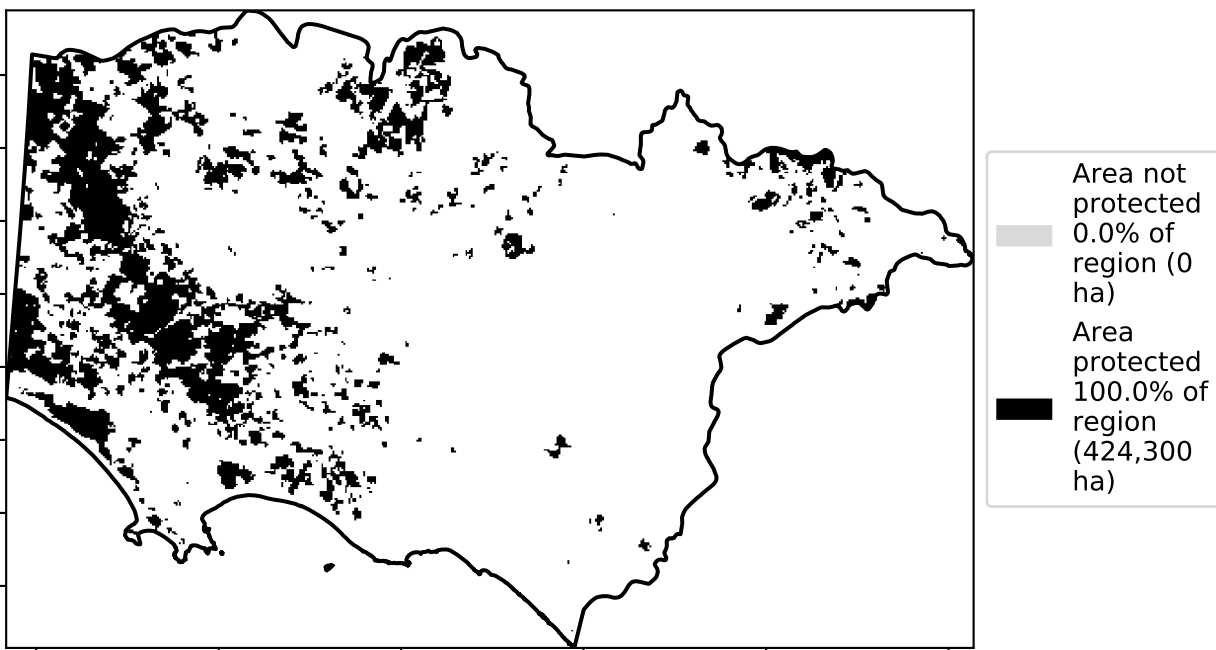 Area not
protected
0.0% of
region (0
ha)
Area
protected
100.0% of
region
(424,300
ha)